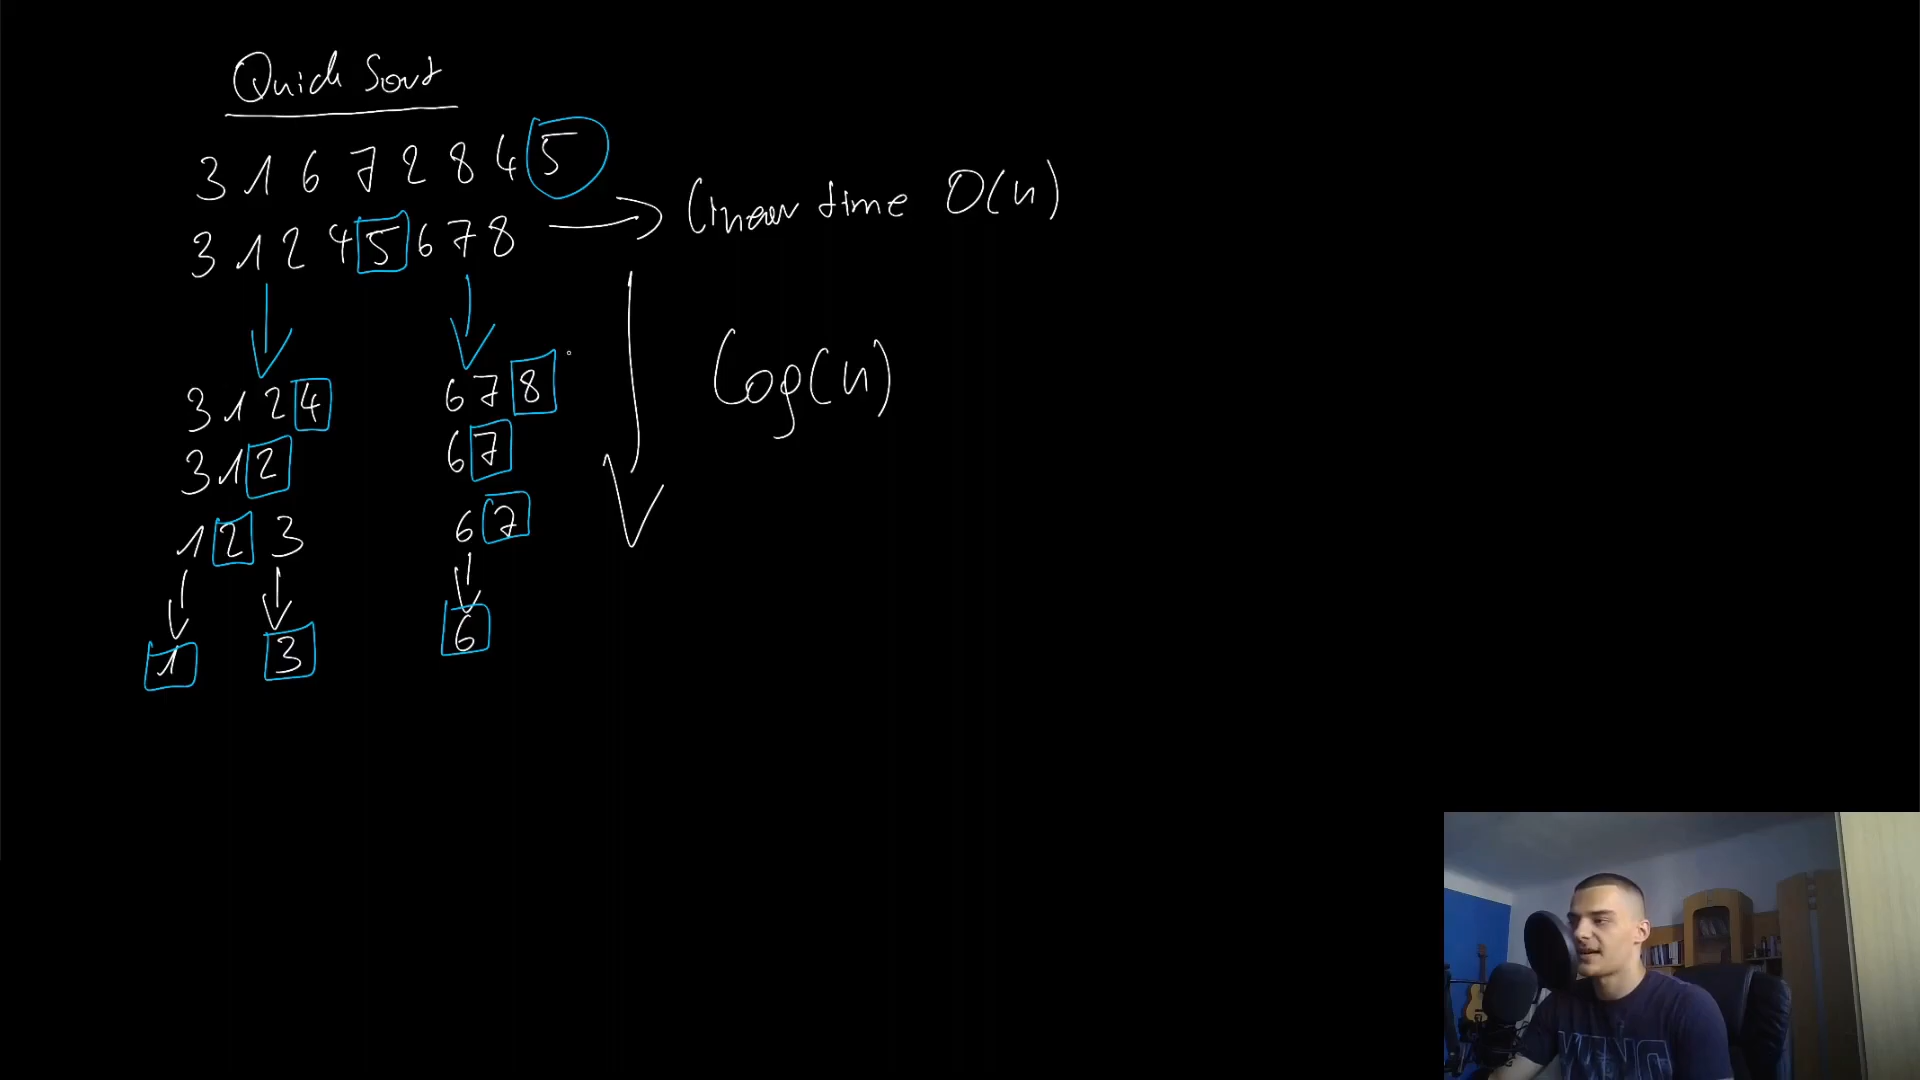 Quick Sort
3 1 6 7 2 8 4 5
3 1 2 4 5 6 7 8 → Linear time O(n)
Log(n)
3 1 2 4 6 7 8
3 1 2 6 7
1 2 3 6 7
1 3 6